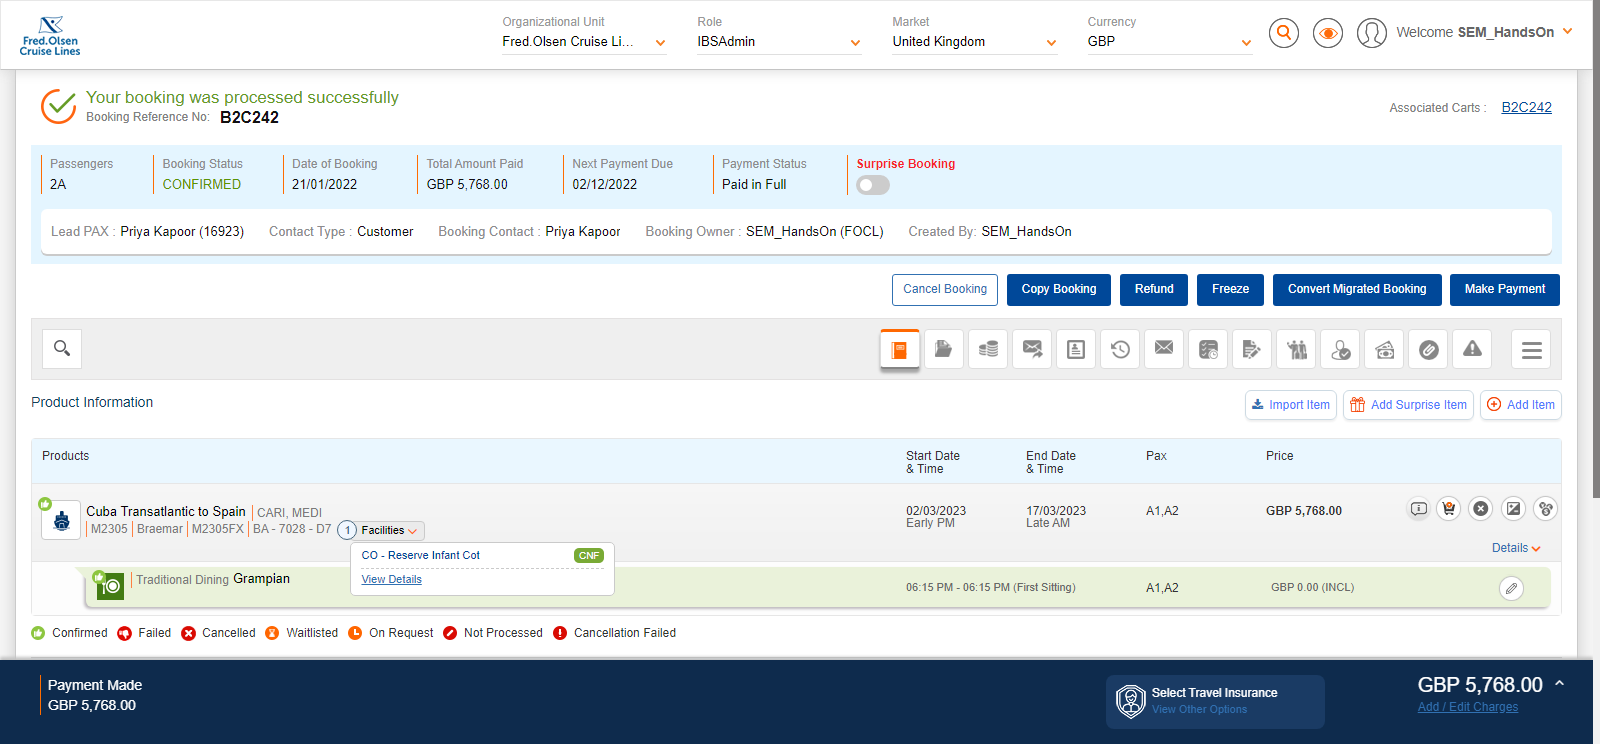 Fred.Olsen
Cruise Lines
Organizational Unit
Fred.Olsen Cruise Li...
Role
IBSAdmin
Market
United Kingdom
Currency
GBP
Welcome SEM_HandsOn
Your booking was processed successfully
Booking Reference No: B2C242
Associated Carts : B2C242
Passengers
2A
Booking Status
CONFIRMED
Date of Booking
21/01/2022
Total Amount Paid
GBP 5,768.00
Next Payment Due
02/12/2022
Payment Status
Paid in Full
Surprise Booking
Lead PAX : Priya Kapoor (16923) Contact Type : Customer Booking Contact : Priya Kapoor Booking Owner : SEM_HandsOn (FOCL) Created By: SEM_HandsOn
Cancel Booking Copy Booking Refund Freeze Convert Migrated Booking Make Payment
Product Information
Import Item Add Surprise Item Add Item
Products
Start Date
& Time
End Date
& Time
Pax
Price
Cuba Transatlantic to Spain CARI, MEDI
M2305 Braemar M2305FX BA - 7028 - D7 1 Facilities
02/03/2023
Early PM
17/03/2023
Late AM
A1,A2
GBP 5,768.00
Details
CO - Reserve Infant Cot CNF
View Details
Traditional Dining Grampian
06:15 PM - 06:15 PM (First Sitting) A1,A2 GBP 0.00 (INCL)
Confirmed Failed Cancelled Waitlisted On Request Not Processed Cancellation Failed
Payment Made
GBP 5,768.00
Select Travel Insurance
View Other Options
GBP 5,768.00
Add / Edit Charges